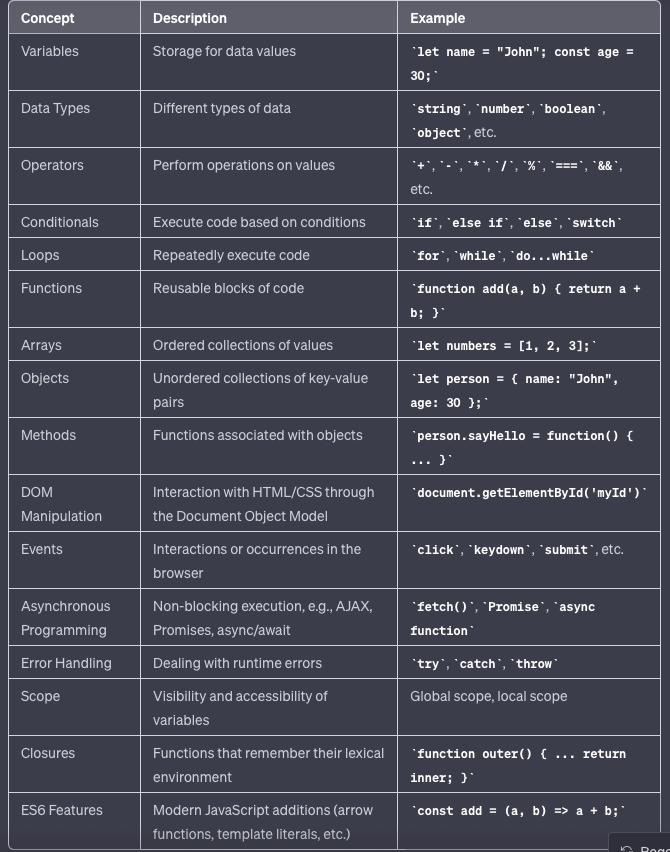 Concept Description Example
Variables Storage for data values `let name = "John"; const age =
30;`
Data Types Different types of data `string`, `number`, `boolean`,
`object`, etc.
Operators Perform operations on values `+`, `-`, `*`, `/`, `%`, `===`, `&&`,
etc.
Conditionals Execute code based on conditions `if`, `else if`, `else`, `switch`
Loops Repeatedly execute code `for`, `while`, `do...while`
Functions Reusable blocks of code `function add(a, b) { return a +
b; }`
Arrays Ordered collections of values `let numbers = [1, 2, 3];`
Objects Unordered collections of key-value `let person = { name: "John",
pairs age: 30 };`
Methods Functions associated with objects `person.sayHello = function() {
... }`
DOM Interaction with HTML/CSS through `document.getElementById('myId')`
Manipulation the Document Object Model
Events Interactions or occurrences in the `click`, `keydown`, `submit`, etc.
browser
Asynchronous Non-blocking execution, e.g., AJAX, `fetch()`, `Promise`, `async
Programming Promises, async/await function`
Error Handling Dealing with runtime errors `try`, `catch`, `throw`
Scope Visibility and accessibility of Global scope, local scope
variables
Closures Functions that remember their lexical `function outer() { ... return
environment inner; }`
ES6 Features Modern JavaScript additions (arrow `const add = (a, b) => a + b;`
functions, template literals, etc.)